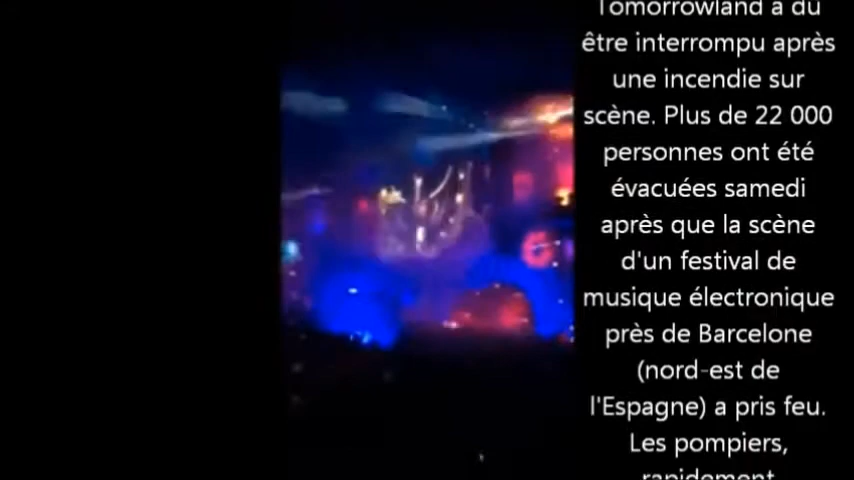 Tomorrowland a du
être interrompu après
une incendie sur
scène. Plus de 22 000
personnes ont été
évacuées samedi
après que la scène
d'un festival de
musique électronique
près de Barcelone
(nord-est de
l'Espagne) a pris feu.
Les pompiers,
rapidement